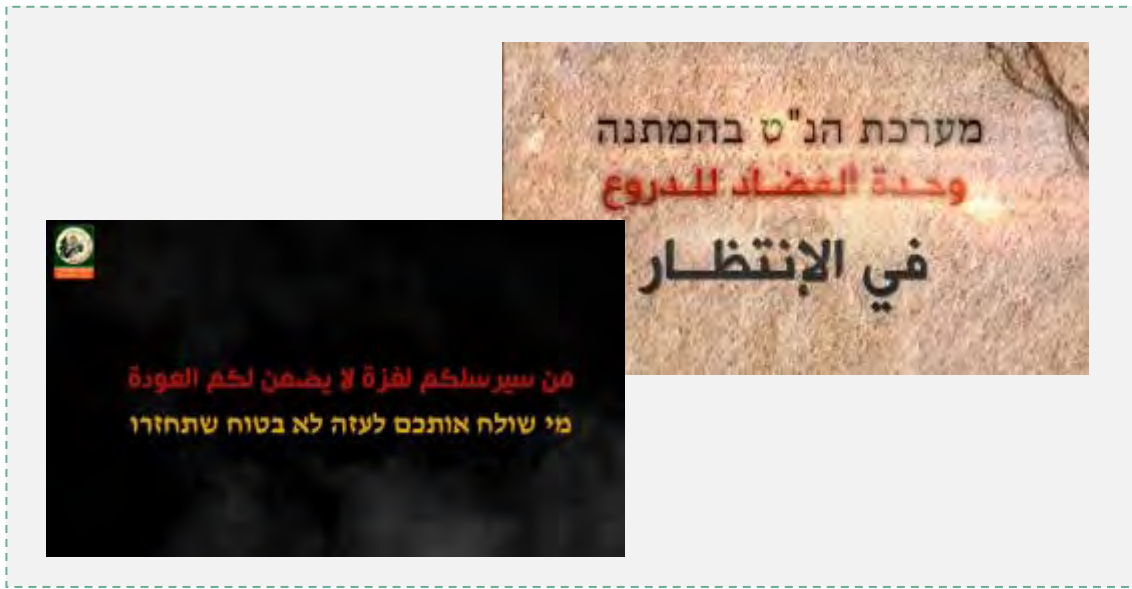 מערכת הנ"ט בהמתנה
وحدة المضاد للدروع
في الإنتظار
من سيرسلكم لغزة لا يضمن لكم العودة
מי שולח אותכם לעזה לא בטוח שתחזרו